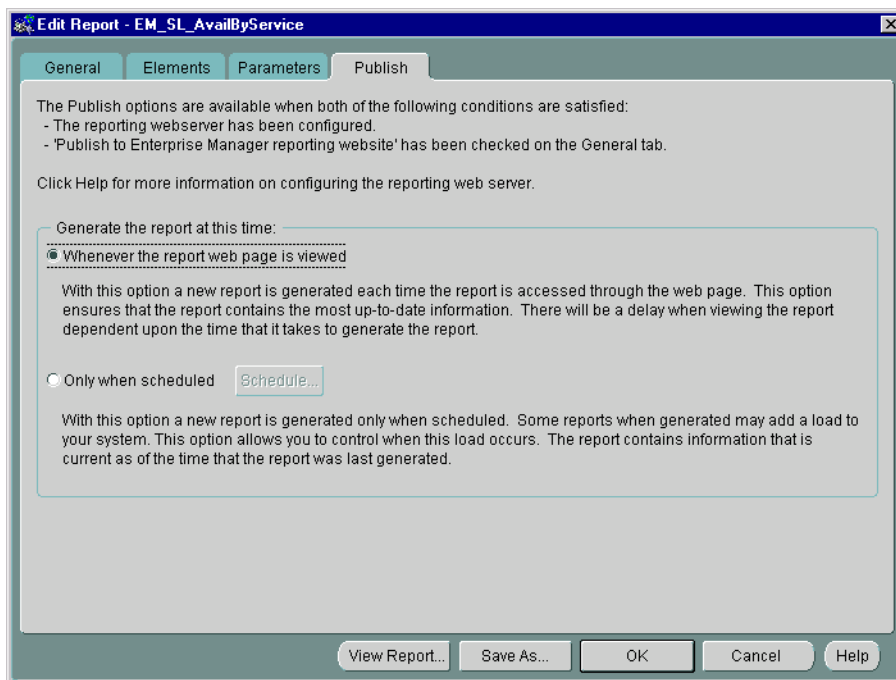 Edit Report - EM_SL_AvailByService
General Elements Parameters Publish
The Publish options are available when both of the following conditions are satisfied:
- The reporting webserver has been configured.
- 'Publish to Enterprise Manager reporting website' has been checked on the General tab.
Click Help for more information on configuring the reporting web server.
Generate the report at this time:
Whenever the report web page is viewed
With this option a new report is generated each time the report is accessed through the web page. This option
ensures that the report contains the most up-to-date information. There will be a delay when viewing the report
dependent upon the time that it takes to generate the report.
Only when scheduled Schedule...
With this option a new report is generated only when scheduled. Some reports when generated may add a load to
your system. This option allows you to control when this load occurs. The report contains information that is
current as of the time that the report was last generated.
View Report... Save As... OK Cancel Help